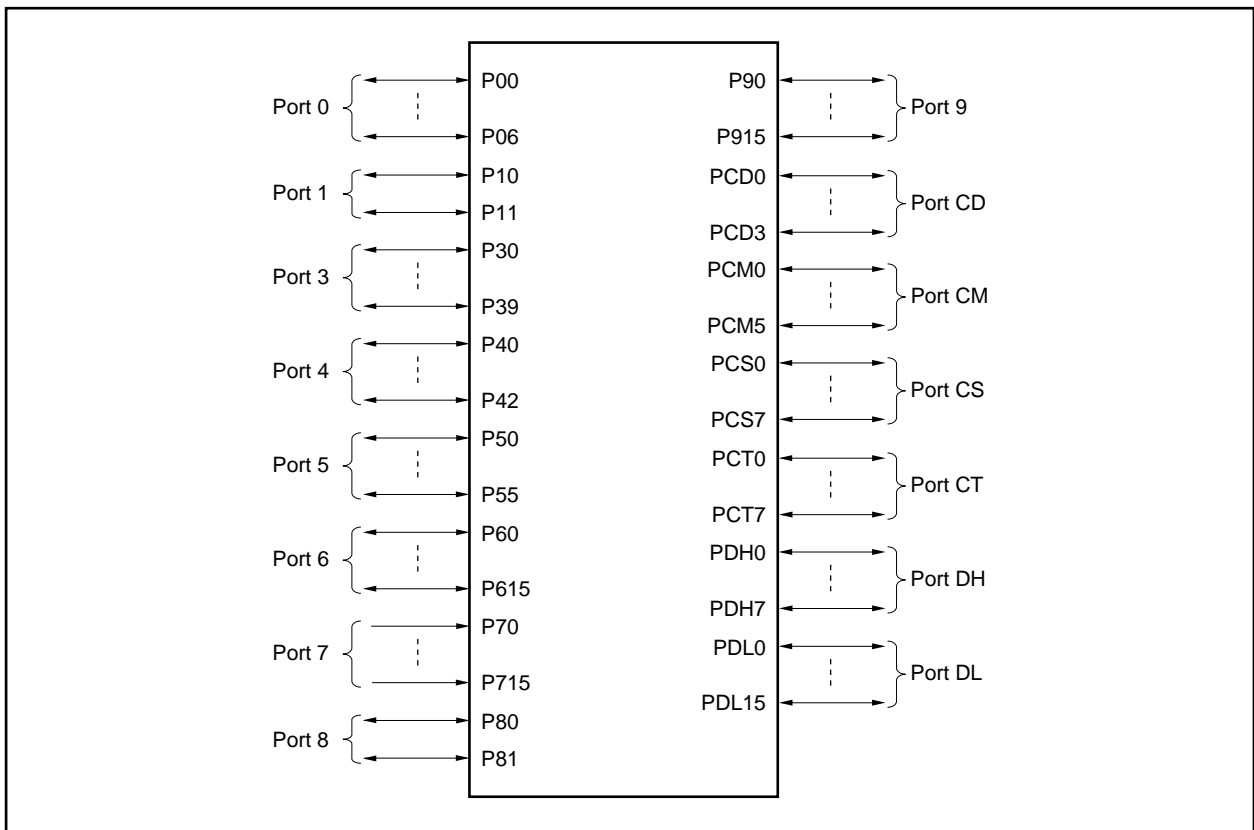 Port 0
P00
P06
Port 1
P10
P11
Port 3
P30
P39
Port 4
P40
P42
Port 5
P50
P55
Port 6
P60
P615
Port 7
P70
P715
Port 8
P80
P81
P90
P915
Port 9
PCD0
PCD3
Port CD
PCM0
PCM5
Port CM
PCS0
PCS7
Port CS
PCT0
PCT7
Port CT
PDH0
PDH7
Port DH
PDL0
PDL15
Port DL